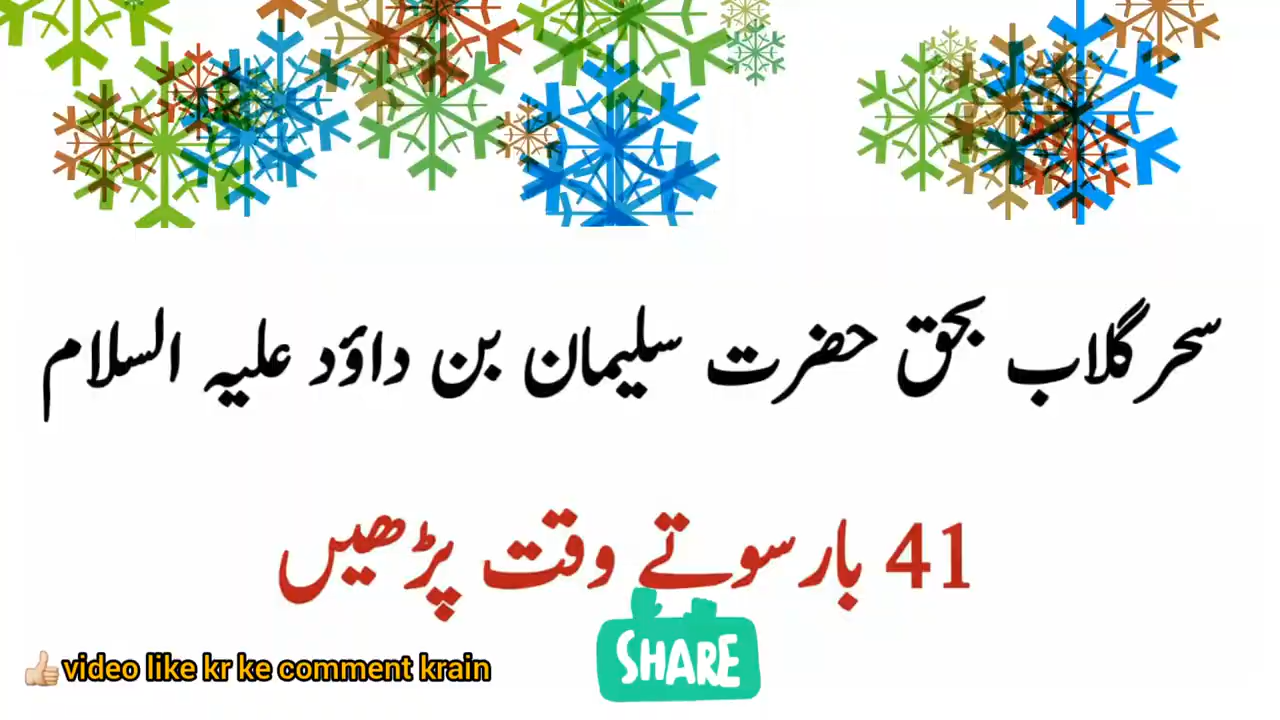 سحر گلاب بحق حضرت سلیمان بن داؤد علیہ السلام
41 بار سوتے وقت پڑھیں
SHARE
👍video like kr ke comment krain